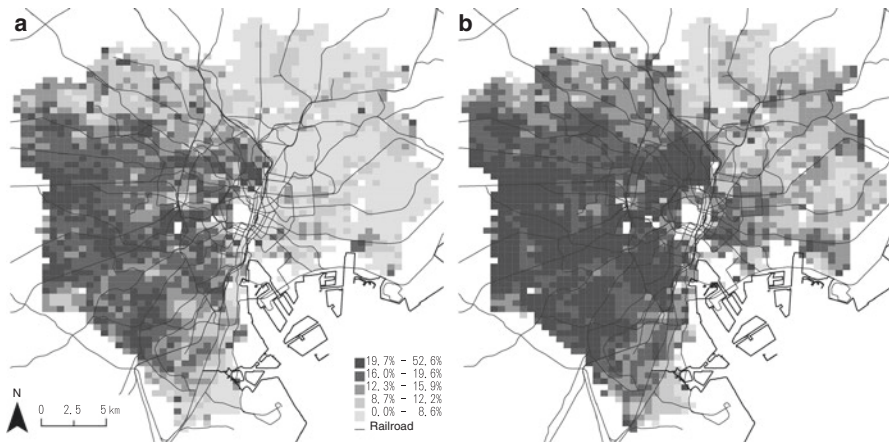 a
b
19.7% - 52.6%
16.0% - 19.6%
12.3% - 15.9%
8.7% - 12.2%
0.0% - 8.6%
Railroad
N
0 2.5 5 km